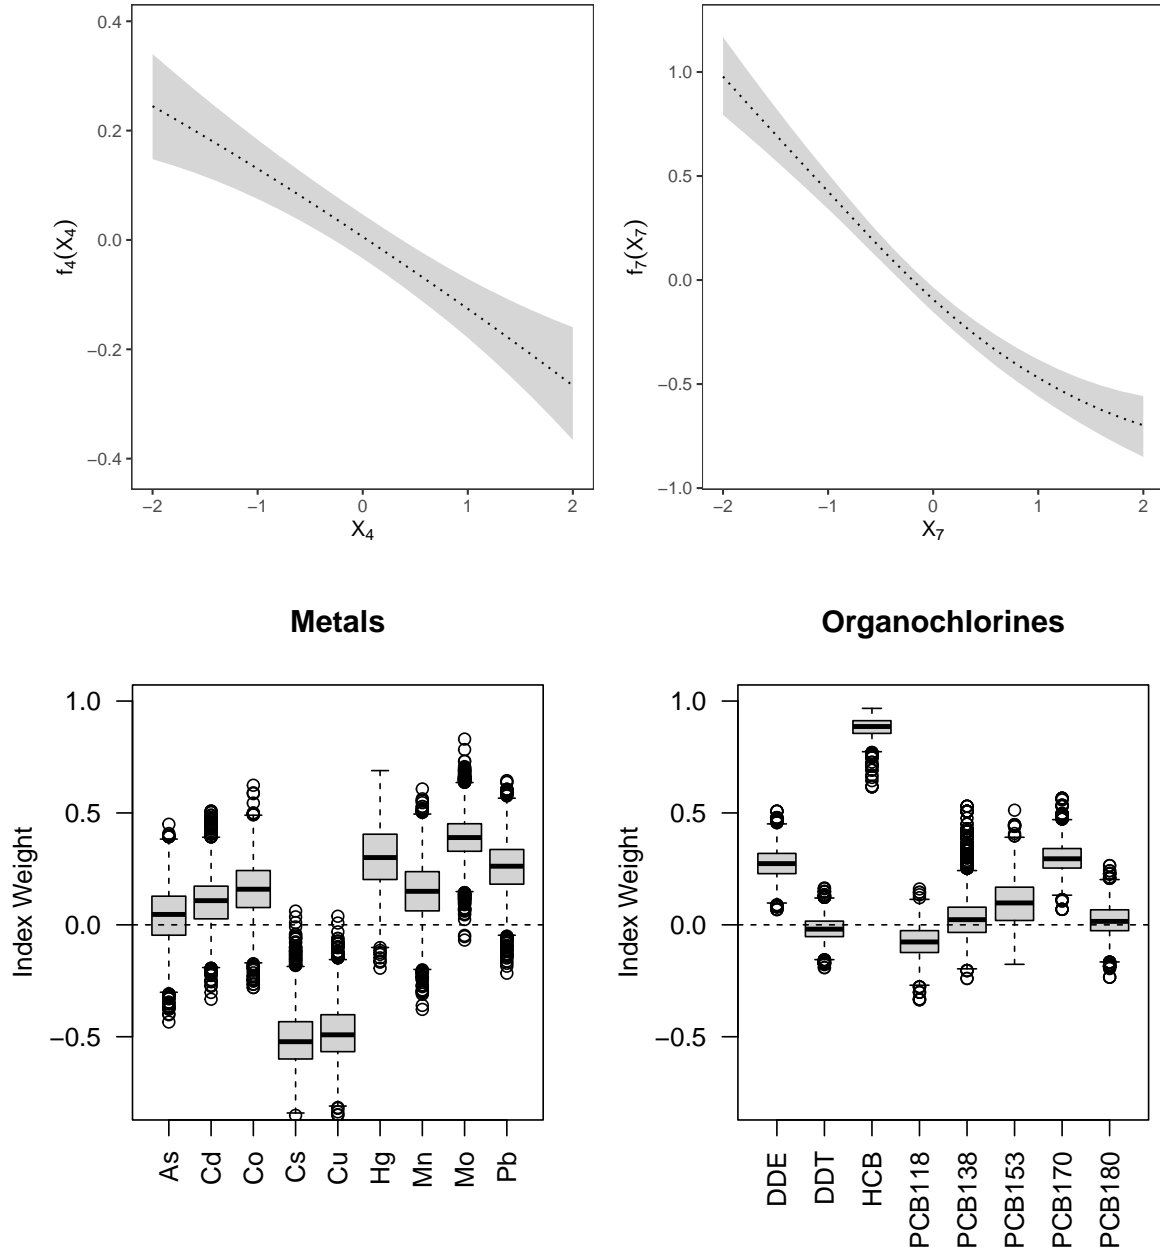 0.4
0.2
0.0
−0.2
−0.4
f₄(X₄)
−2 −1 0 1 2
X₄
1.0
0.5
0.0
−0.5
−1.0
f₇(X₇)
−2 −1 0 1 2
X₇
Metals
1.0
0.5
0.0
−0.5
Index Weight
As Cd Co Cs Cu Hg Mn Mo Pb
Organochlorines
1.0
0.5
0.0
−0.5
Index Weight
DDE DDT HCB PCB118 PCB138 PCB153 PCB170 PCB180